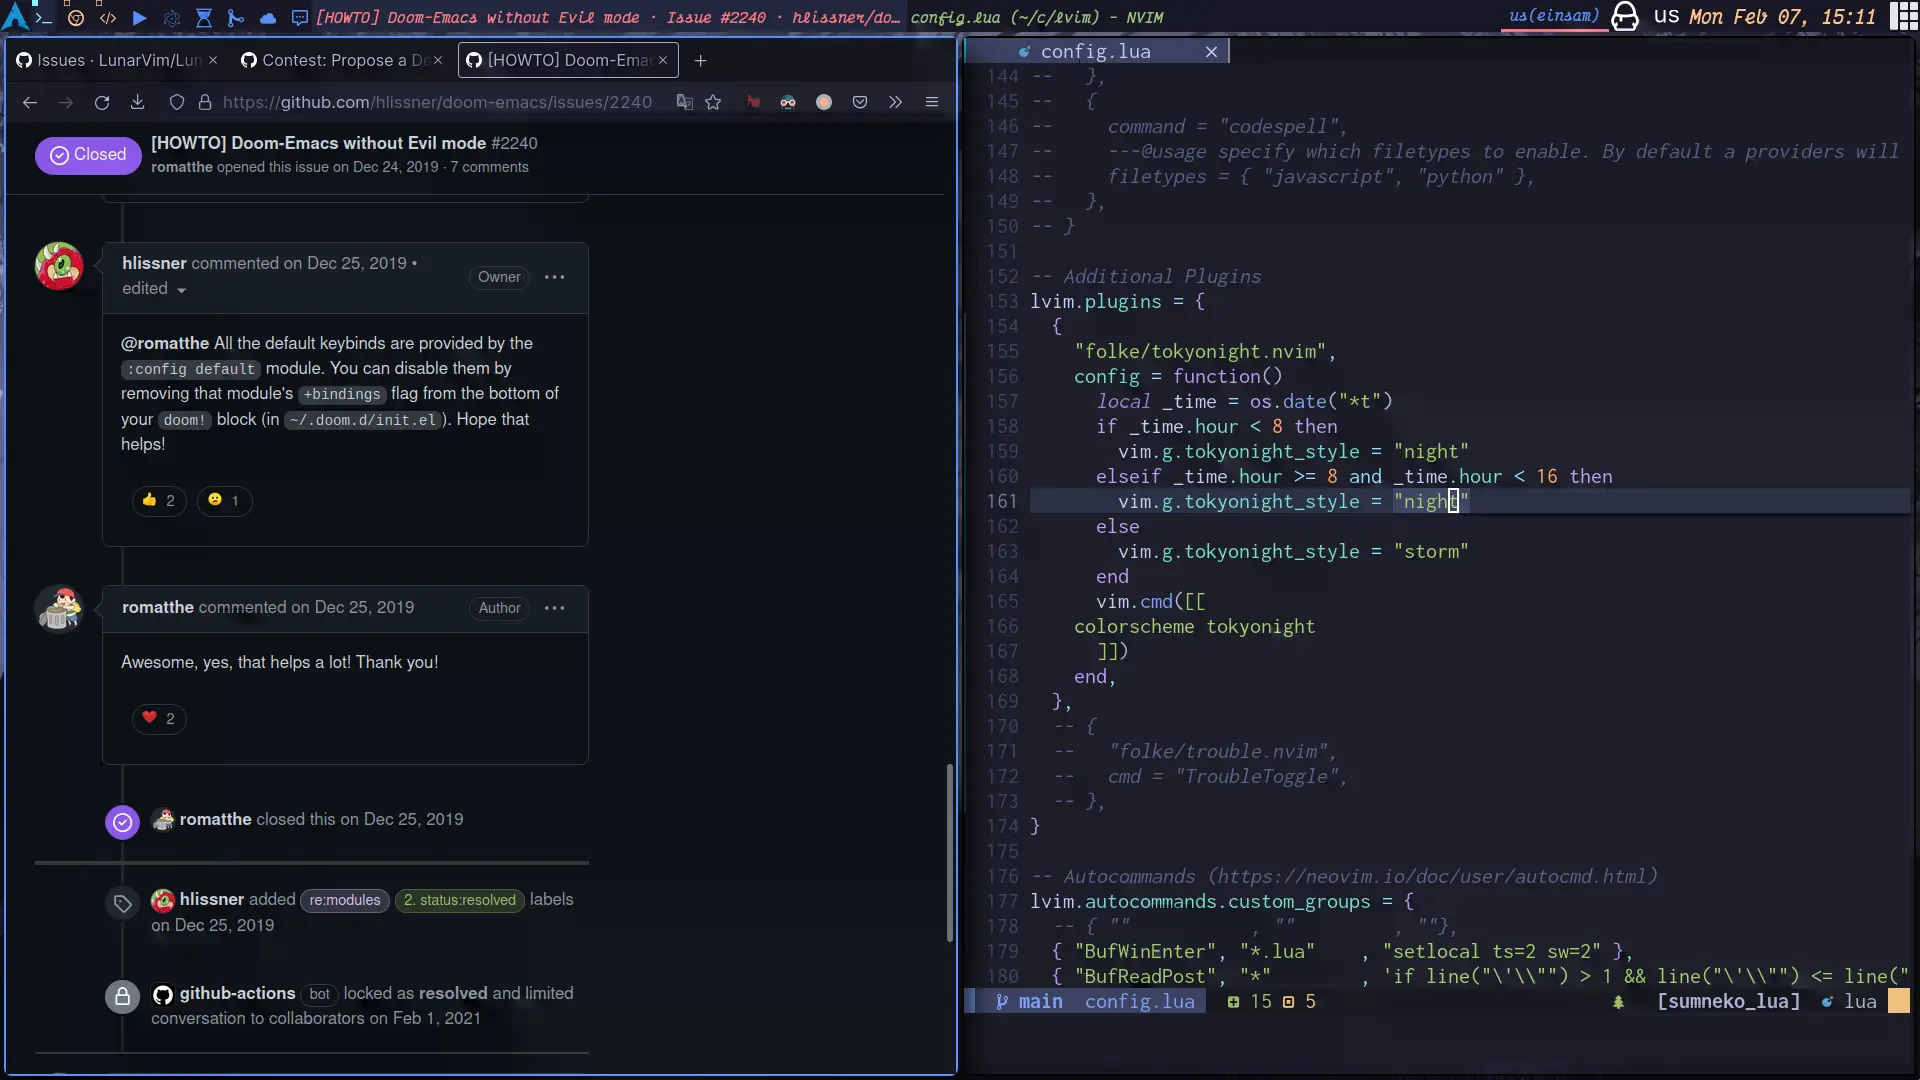 [HOWTO] Doom-Emacs without Evil mode · Issue #2240 · hlissner/do… config.lua (~/c/lvim) - NVIM
us(einsam) US Mon Feb 07, 15:11
Issues · LunarVim/Lun
Contest: Propose a De
[HOWTO] Doom-Emac
https://github.com/hlissner/doom-emacs/issues/2240
Closed
[HOWTO] Doom-Emacs without Evil mode #2240
romatthe opened this issue on Dec 24, 2019 · 7 comments
hlissner commented on Dec 25, 2019 •
edited
Owner
@romatthe All the default keybinds are provided by the
:config default module. You can disable them by
removing that module's +bindings flag from the bottom of
your doom! block (in ~/.doom.d/init.el). Hope that
helps!
👍 2 😕 1
romatthe commented on Dec 25, 2019
Author
Awesome, yes, that helps a lot! Thank you!
❤️ 2
romatthe closed this on Dec 25, 2019
hlissner added re:modules 2. status:resolved labels
on Dec 25, 2019
github-actions bot locked as resolved and limited
conversation to collaborators on Feb 1, 2021
config.lua
144 --   },
145 --   {
146 --     command = "codespell",
147 --     ---@usage specify which filetypes to enable. By default a providers will
148 --     filetypes = { "javascript", "python" },
149 --   },
150 -- }
151
152 -- Additional Plugins
153 lvim.plugins = {
154   {
155     "folke/tokyonight.nvim",
156     config = function()
157       local _time = os.date("*t")
158       if _time.hour < 8 then
159         vim.g.tokyonight_style = "night"
160       elseif _time.hour >= 8 and _time.hour < 16 then
161         vim.g.tokyonight_style = "night"
162       else
163         vim.g.tokyonight_style = "storm"
164       end
165       vim.cmd([[
166     colorscheme tokyonight
167       ]])
168     end,
169   },
170   -- {
171   --   "folke/trouble.nvim",
172   --   cmd = "TroubleToggle",
173   -- },
174 }
175
176 -- Autocommands (https://neovim.io/doc/user/autocmd.html)
177 lvim.autocommands.custom_groups = {
178   -- { ""           , ""         , ""},
179   { "BufWinEnter", "*.lua"    , "setlocal ts=2 sw=2" },
180   { "BufReadPost", "*"        , 'if line("\'\\"") > 1 && line("\'\\"") <= line("
main config.lua 15 5 [sumneko_lua] lua